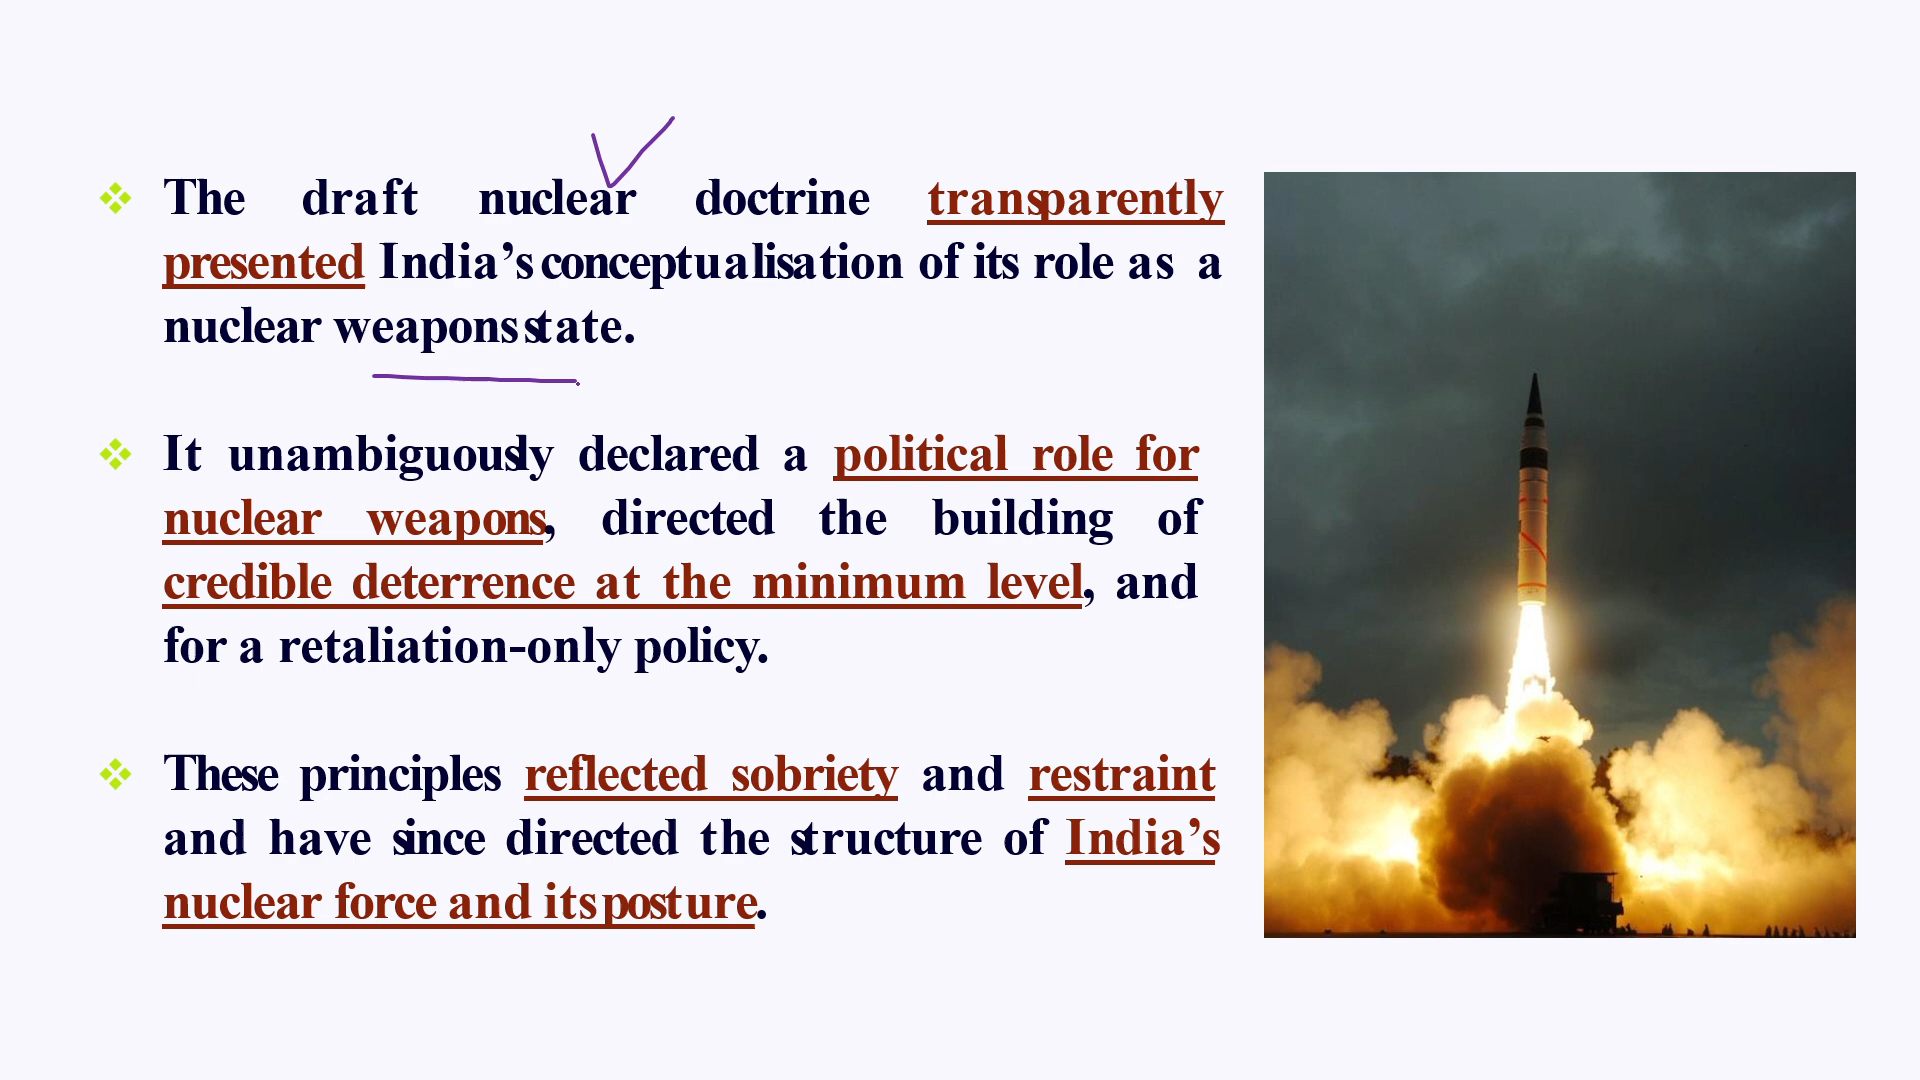 The draft nuclear doctrine transparently
presented India’s conceptualisation of its role as a
nuclear weapons state.
It unambiguously declared a political role for
nuclear weapons, directed the building of
credible deterrence at the minimum level, and
for a retaliation-only policy.
These principles reflected sobriety and restraint
and have since directed the structure of India’s
nuclear force and its posture.